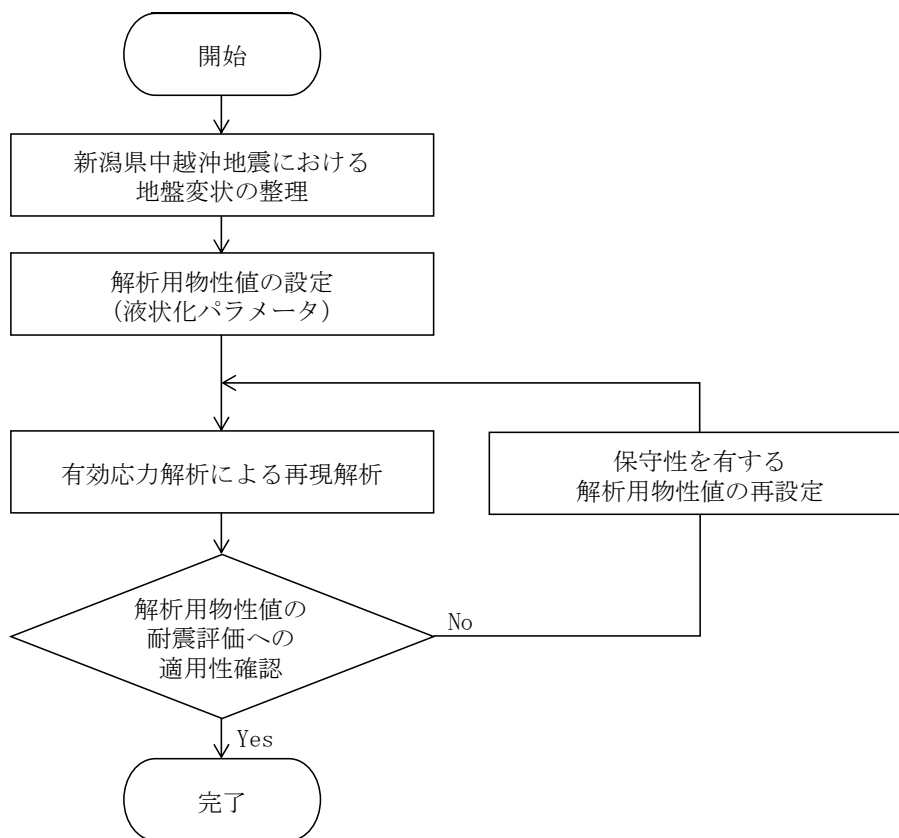 開始
新潟県中越沖地震における
地盤変状の整理
解析用物性値の設定
（液状化パラメータ）
有効応力解析による再現解析
保守性を有する
解析用物性値の再設定
解析用物性値の
耐震評価への
適用性確認
No
Yes
完了